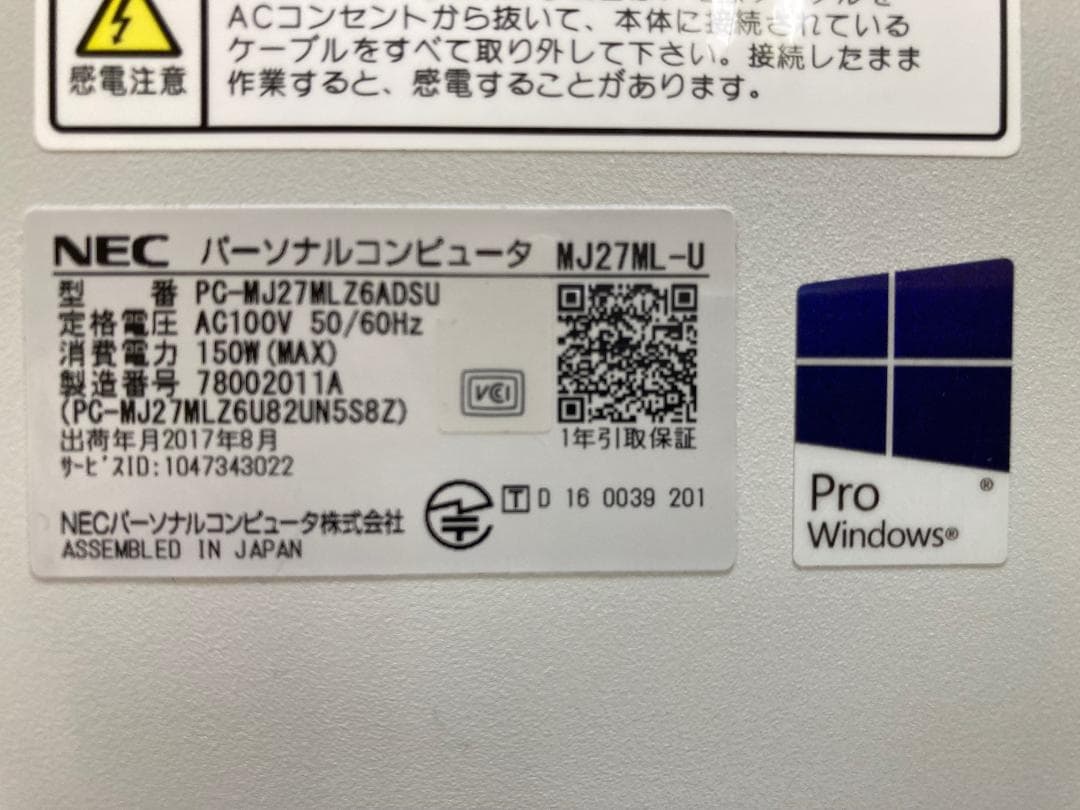 ACコンセントから抜いて、本体に接続されている
ケーブルをすべて取り外して下さい。接続したまま
作業すると、感電することがあります。
感電注意
NEC パーソナルコンピュータ MJ27ML-U
型 番 PC-MJ27MLZ6ADSU
定格電圧 AC100V 50/60Hz
消費電力 150W(MAX)
製造番号 78002011A
(PC-MJ27MLZ6U82UN5S8Z)
出荷年月2017年8月
サービスID:1047343022
VCI
1年引取保証
NECパーソナルコンピュータ株式会社
ASSEMBLED IN JAPAN
T D 16 0039 201
Pro ®
Windows®